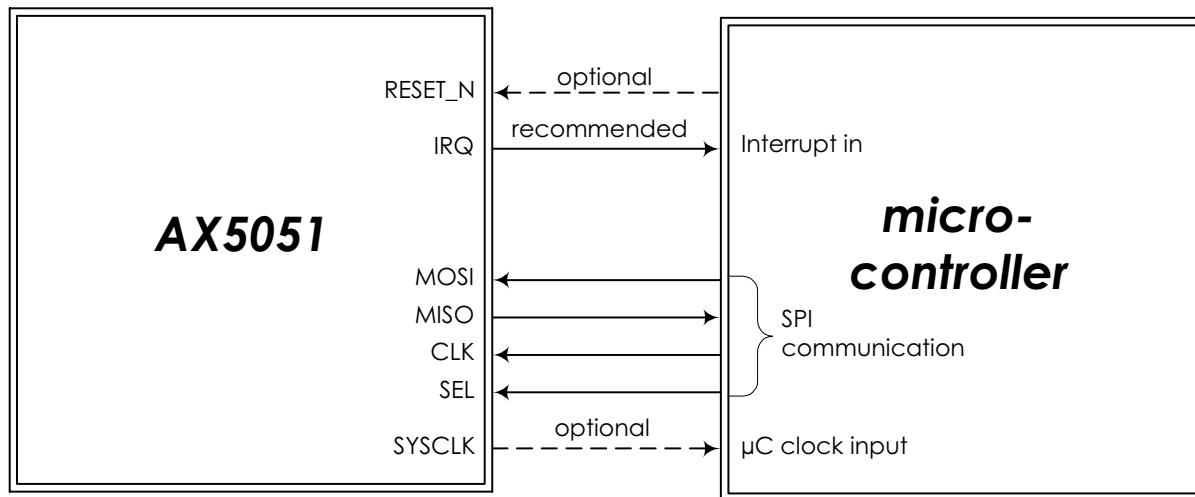 optional
RESET_N
recommended
IRQ
Interrupt in
AX5051
micro-
controller
MOSI
MISO
SPI
communication
CLK
SEL
optional
SYSCLK
µC clock input